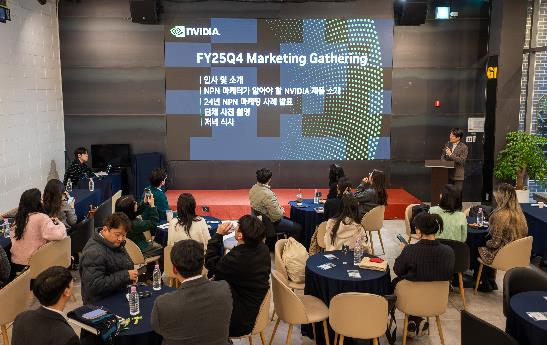 NVIDIA
NVIDIA.
FY25Q4 Marketing Gathering
인사 및 소개
NPN 마케터가 알아야 할 NVIDIA 제품 소개
24년 NPN 마케팅 사례 발표
단체 사진 촬영
저녁 식사